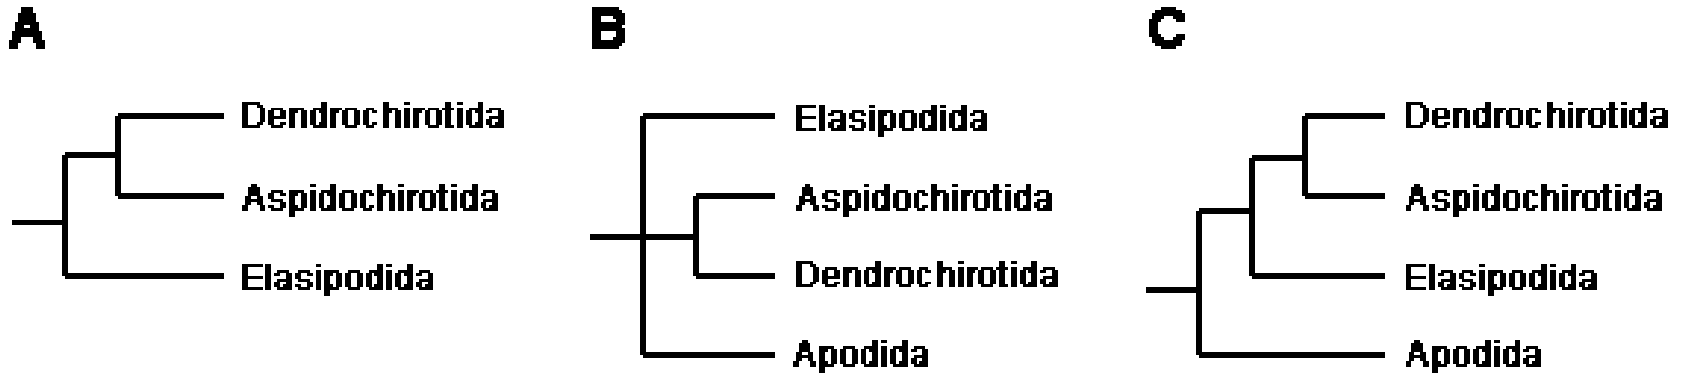 A
Dendrochirotida
Aspidochirotida
Elasipodida
B
Elasipodida
Aspidochirotida
Dendrochirotida
Apodida
C
Dendrochirotida
Aspidochirotida
Elasipodida
Apodida